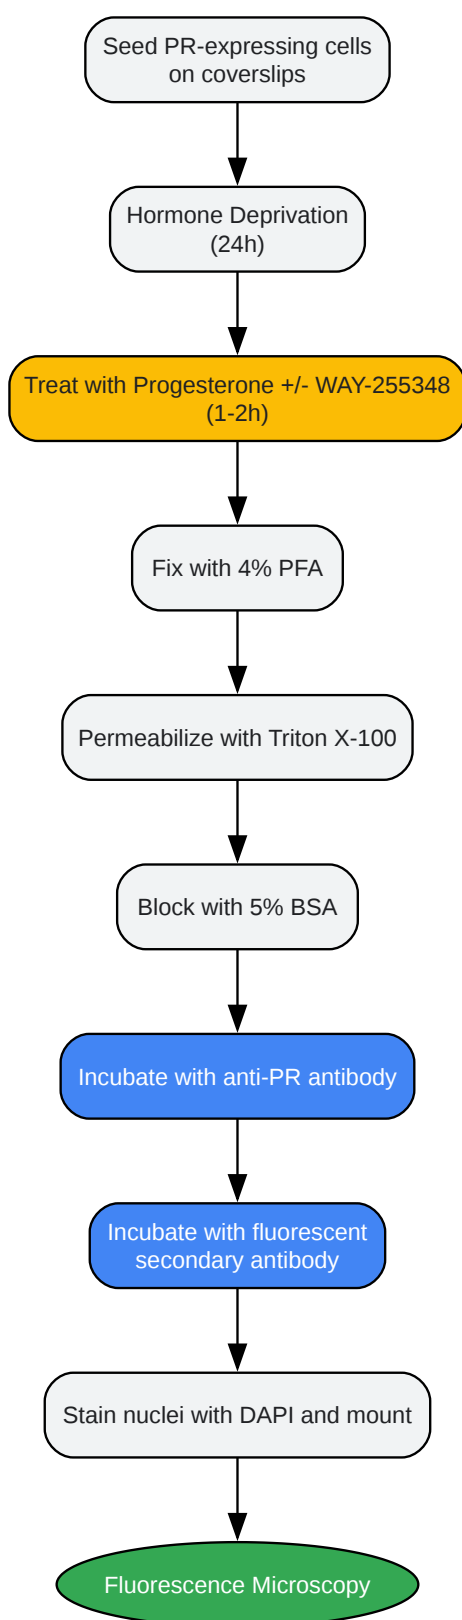 Seed PR-expressing cells
on coverslips
Hormone Deprivation
(24h)
Treat with Progesterone +/- WAY-255348
(1-2h)
Fix with 4% PFA
Permeabilize with Triton X-100
Block with 5% BSA
Incubate with anti-PR antibody
Incubate with fluorescent
secondary antibody
Stain nuclei with DAPI and mount
Fluorescence Microscopy